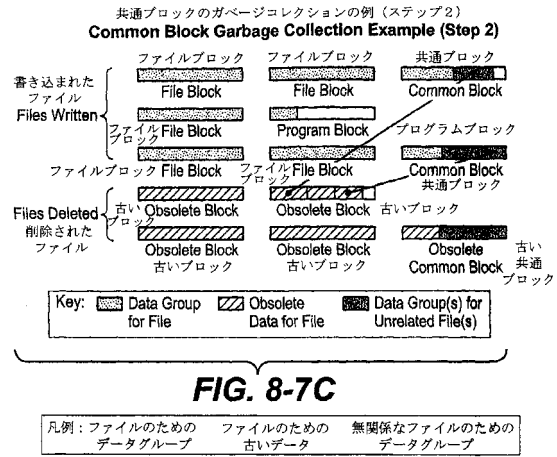 共通ブロックのガベージコレクションの例(ステップ2)
Common Block Garbage Collection Example (Step 2)
ファイルブロック ファイルブロック 共通ブロック
書き込まれた
ファイル
Files Written
File Block File Block Common Block
ファイル
ブロック
File Block Program Block プログラムブロック
ファイルブロック File Block
ファイル
ブロック
File Block Common Block
共通ブロック
Files Deleted
削除された
ファイル
古い
ブロック
Obsolete Block Obsolete Block 古いブロック
Obsolete Block Obsolete Block Obsolete
Common Block
古いブロック 古いブロック
古い
共通
ブロック
Key: Data Group
for File
Obsolete
Data for File
Data Group(s) for
Unrelated File(s)
FIG. 8-7C
凡例:ファイルのための ファイルのための 無関係なファイルのための
データグループ 古いデータ データグループ